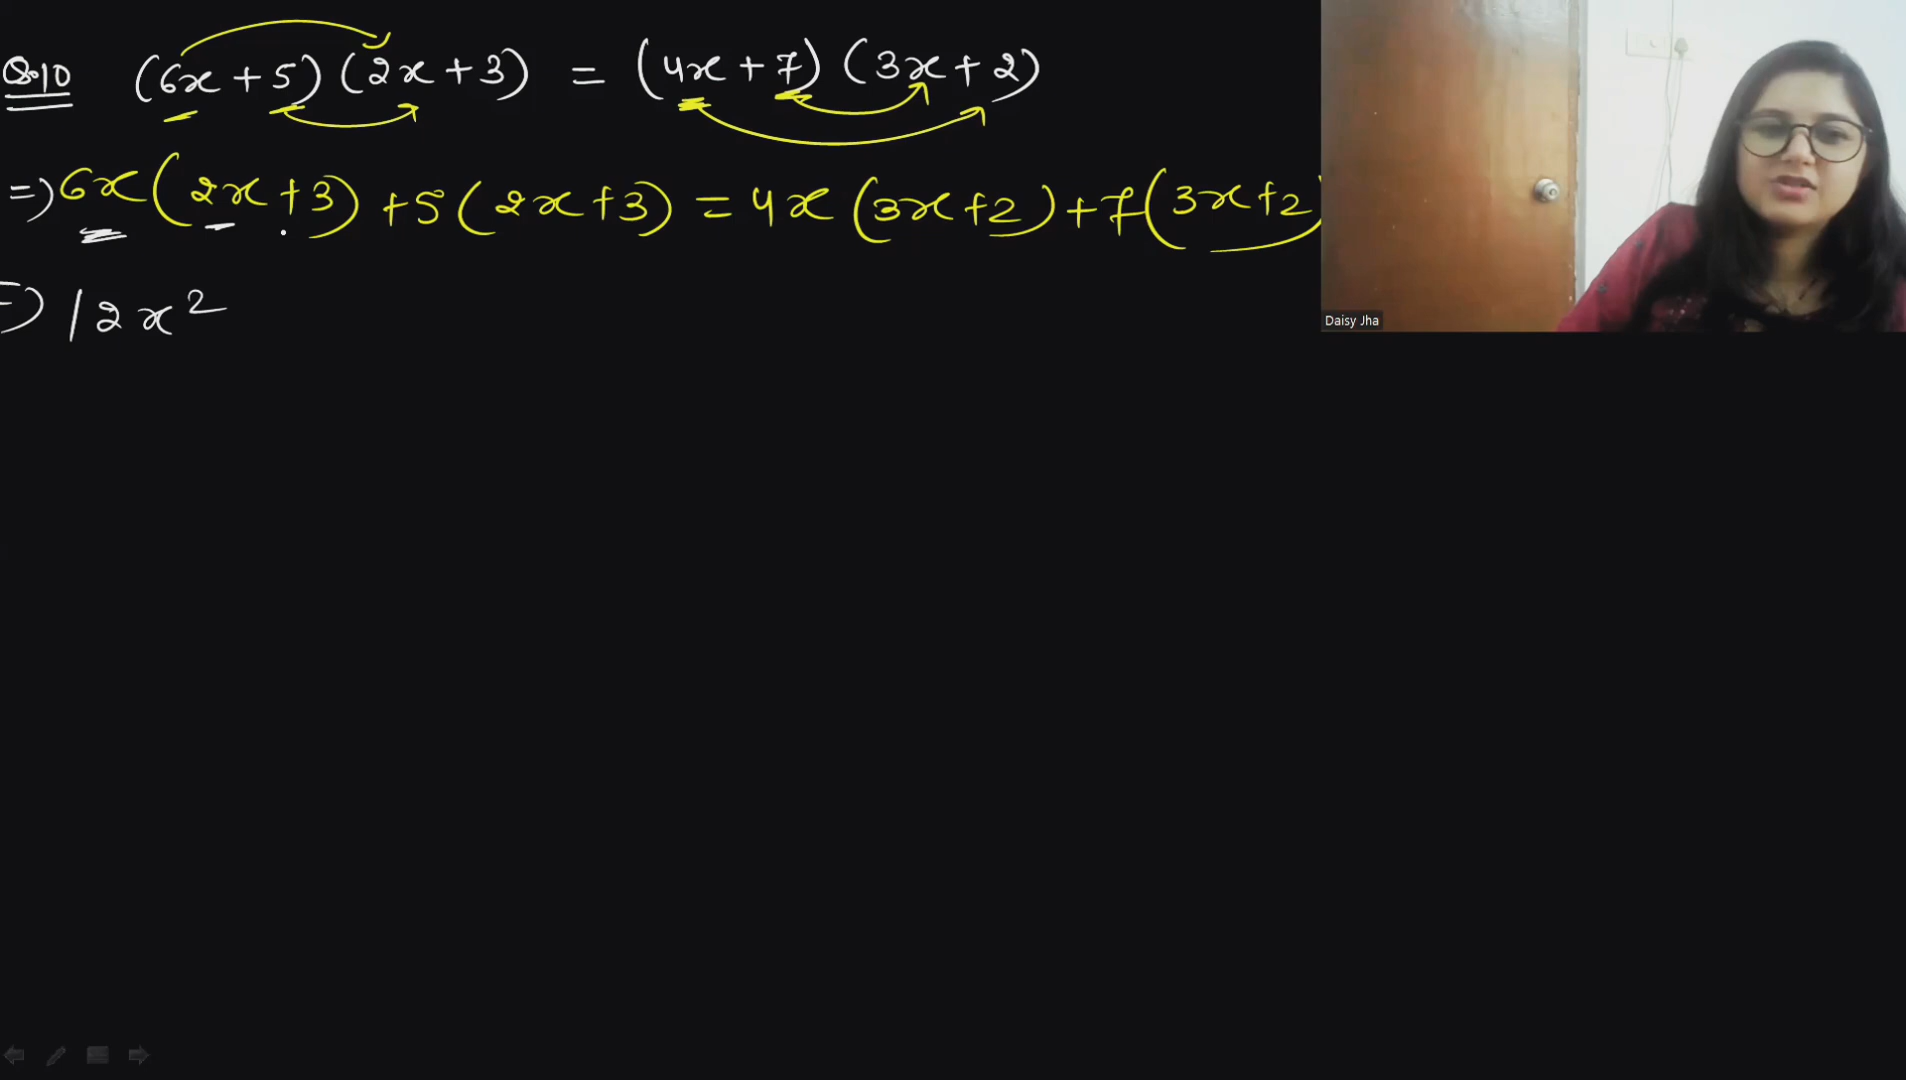 Q.10 (6x + 5) (2x + 3) = (4x + 7) (3x + 2)
=) 6x (2x + 3) + 5 (2x + 3) = 4x (3x + 2) + 7 (3x + 2)
=) 12x²
Daisy Jha